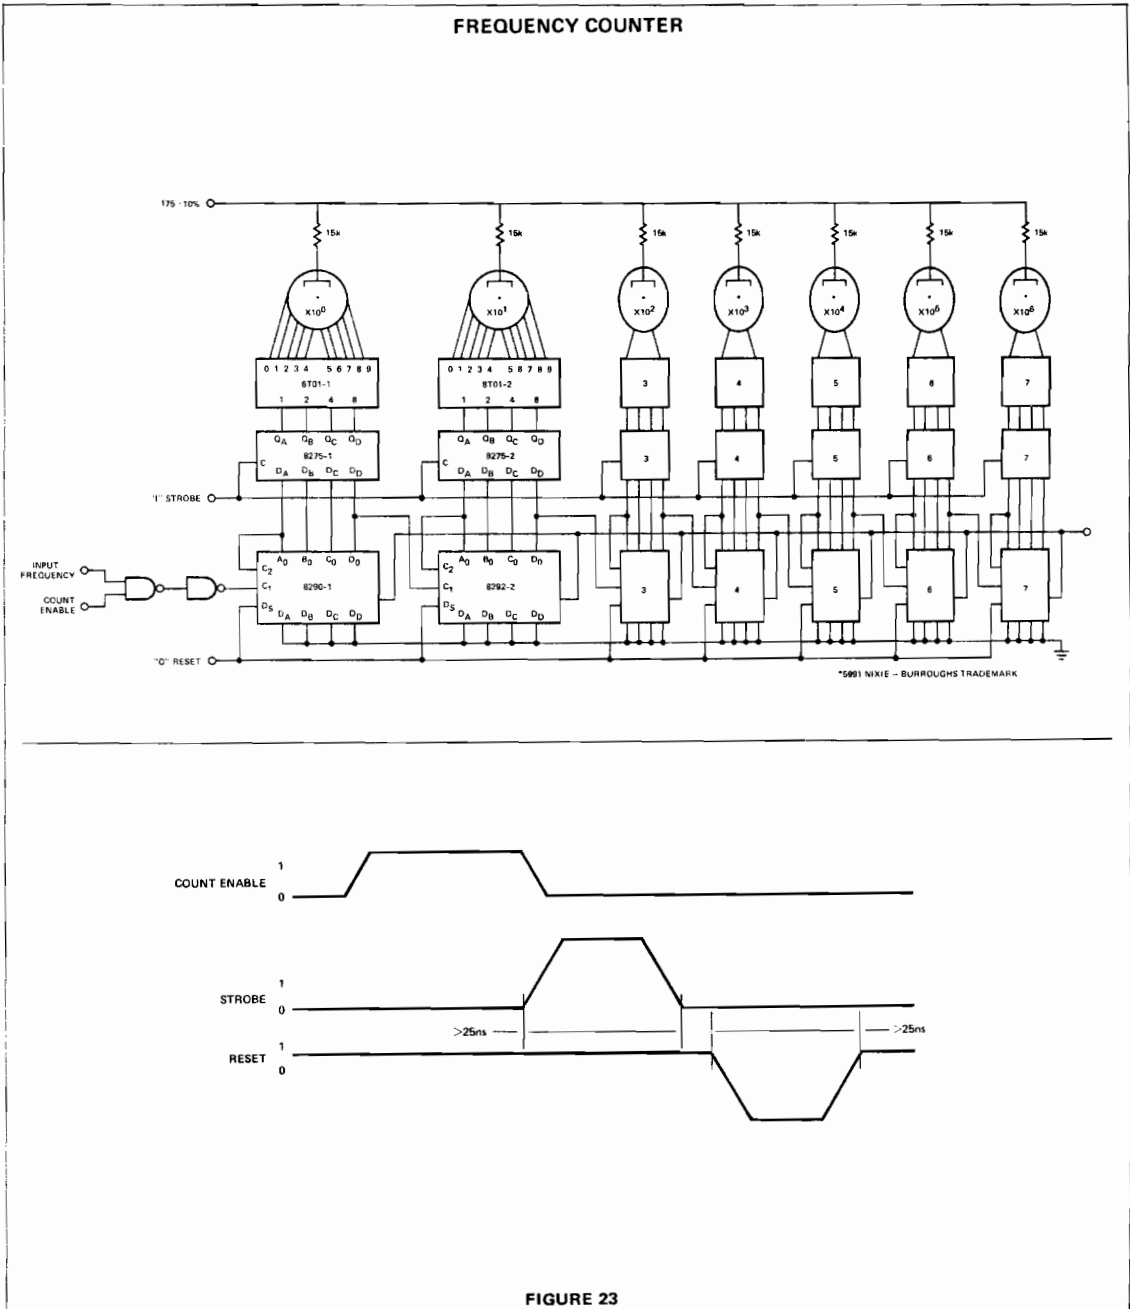 FREQUENCY COUNTER
175 - 10%
15k 15k 15k 15k 15k 15k 15k
X10⁰ X10¹ X10² X10³ X10⁴ X10⁵ X10⁶
0 1 2 3 4 5 6 7 8 9 0 1 2 3 4 5 6 7 8 9
8T01-1 8T01-2 3 4 5 6 7
1 2 4 8 1 2 4 8
QA QB QC QD QA QB QC QD
C 8275-1 C 8275-2 3 4 5 6 7
DA DB DC DD DA DB DC DD
"1" STROBE
A0 B0 C0 D0 A0 B0 C0 D0
C2 C2
INPUT
FREQUENCY
C1 8290-1 C1 8292-2 3 4 5 6 7
COUNT
ENABLE
DS DS
DA DB DC DD DA DB DC DD
"0" RESET
*5991 NIXIE – BURROUGHS TRADEMARK
1
COUNT ENABLE
0
1
STROBE
0
>25ns >25ns
1
RESET
0
FIGURE 23